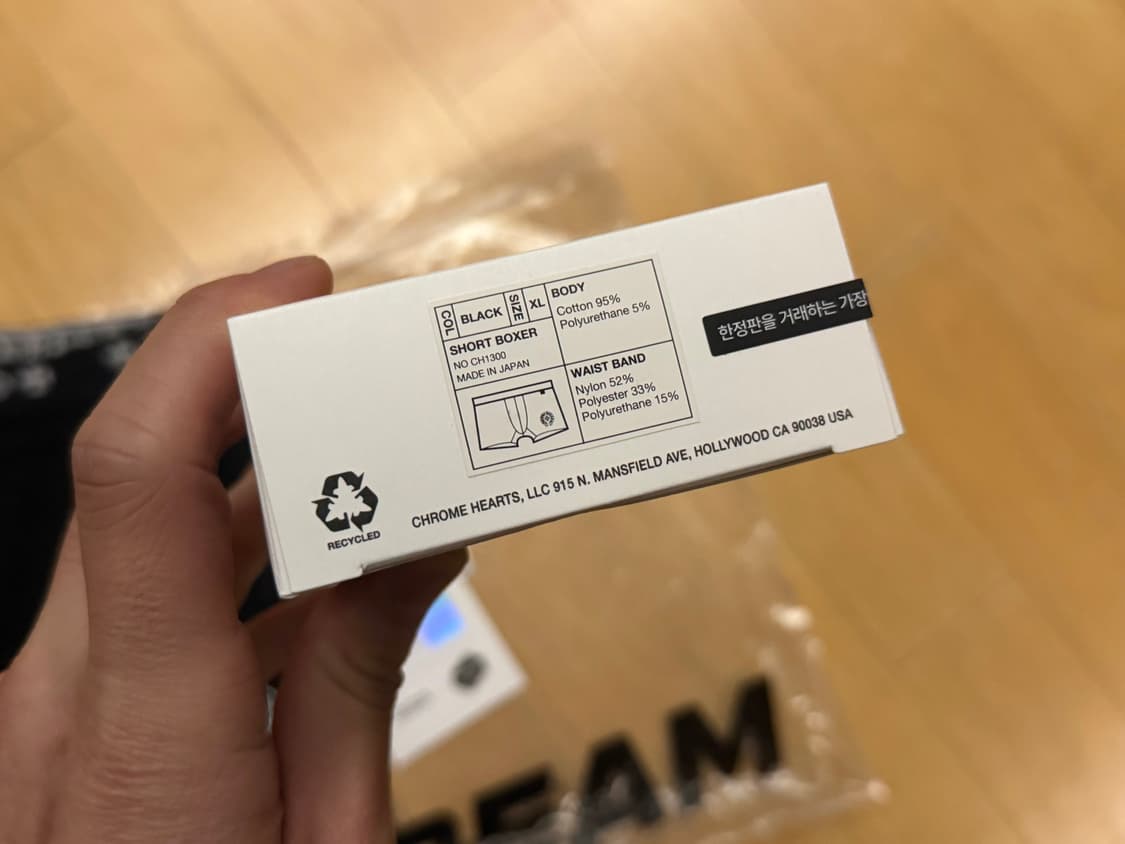 COL BLACK SIZE XL
SHORT BOXER
NO CH1300
MADE IN JAPAN
BODY
Cotton 95%
Polyurethane 5%
WAIST BAND
Nylon 52%
Polyester 33%
Polyurethane 15%
한정판을 거래하는 가장
RECYCLED
CHROME HEARTS, LLC 915 N. MANSFIELD AVE, HOLLYWOOD CA 90038 USA
REAM